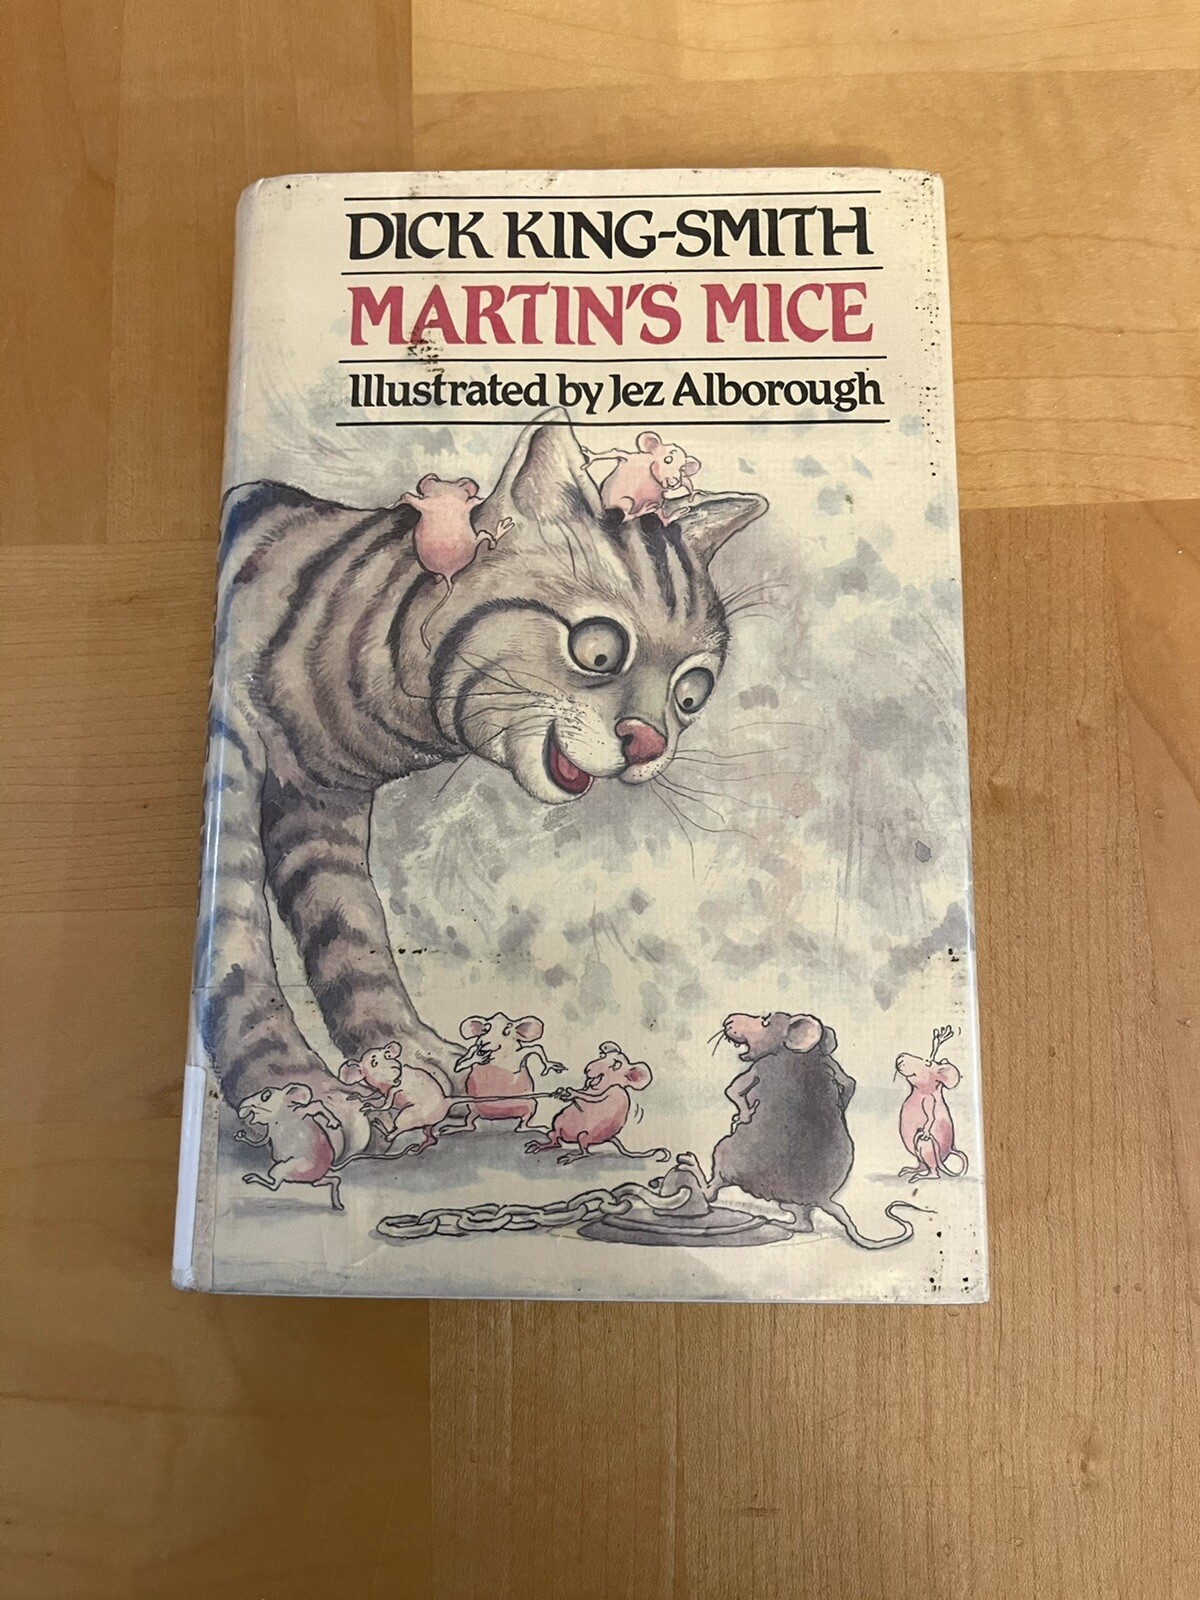 DICK KING-SMITH
MARTIN'S MICE
Illustrated by Jez Alborough